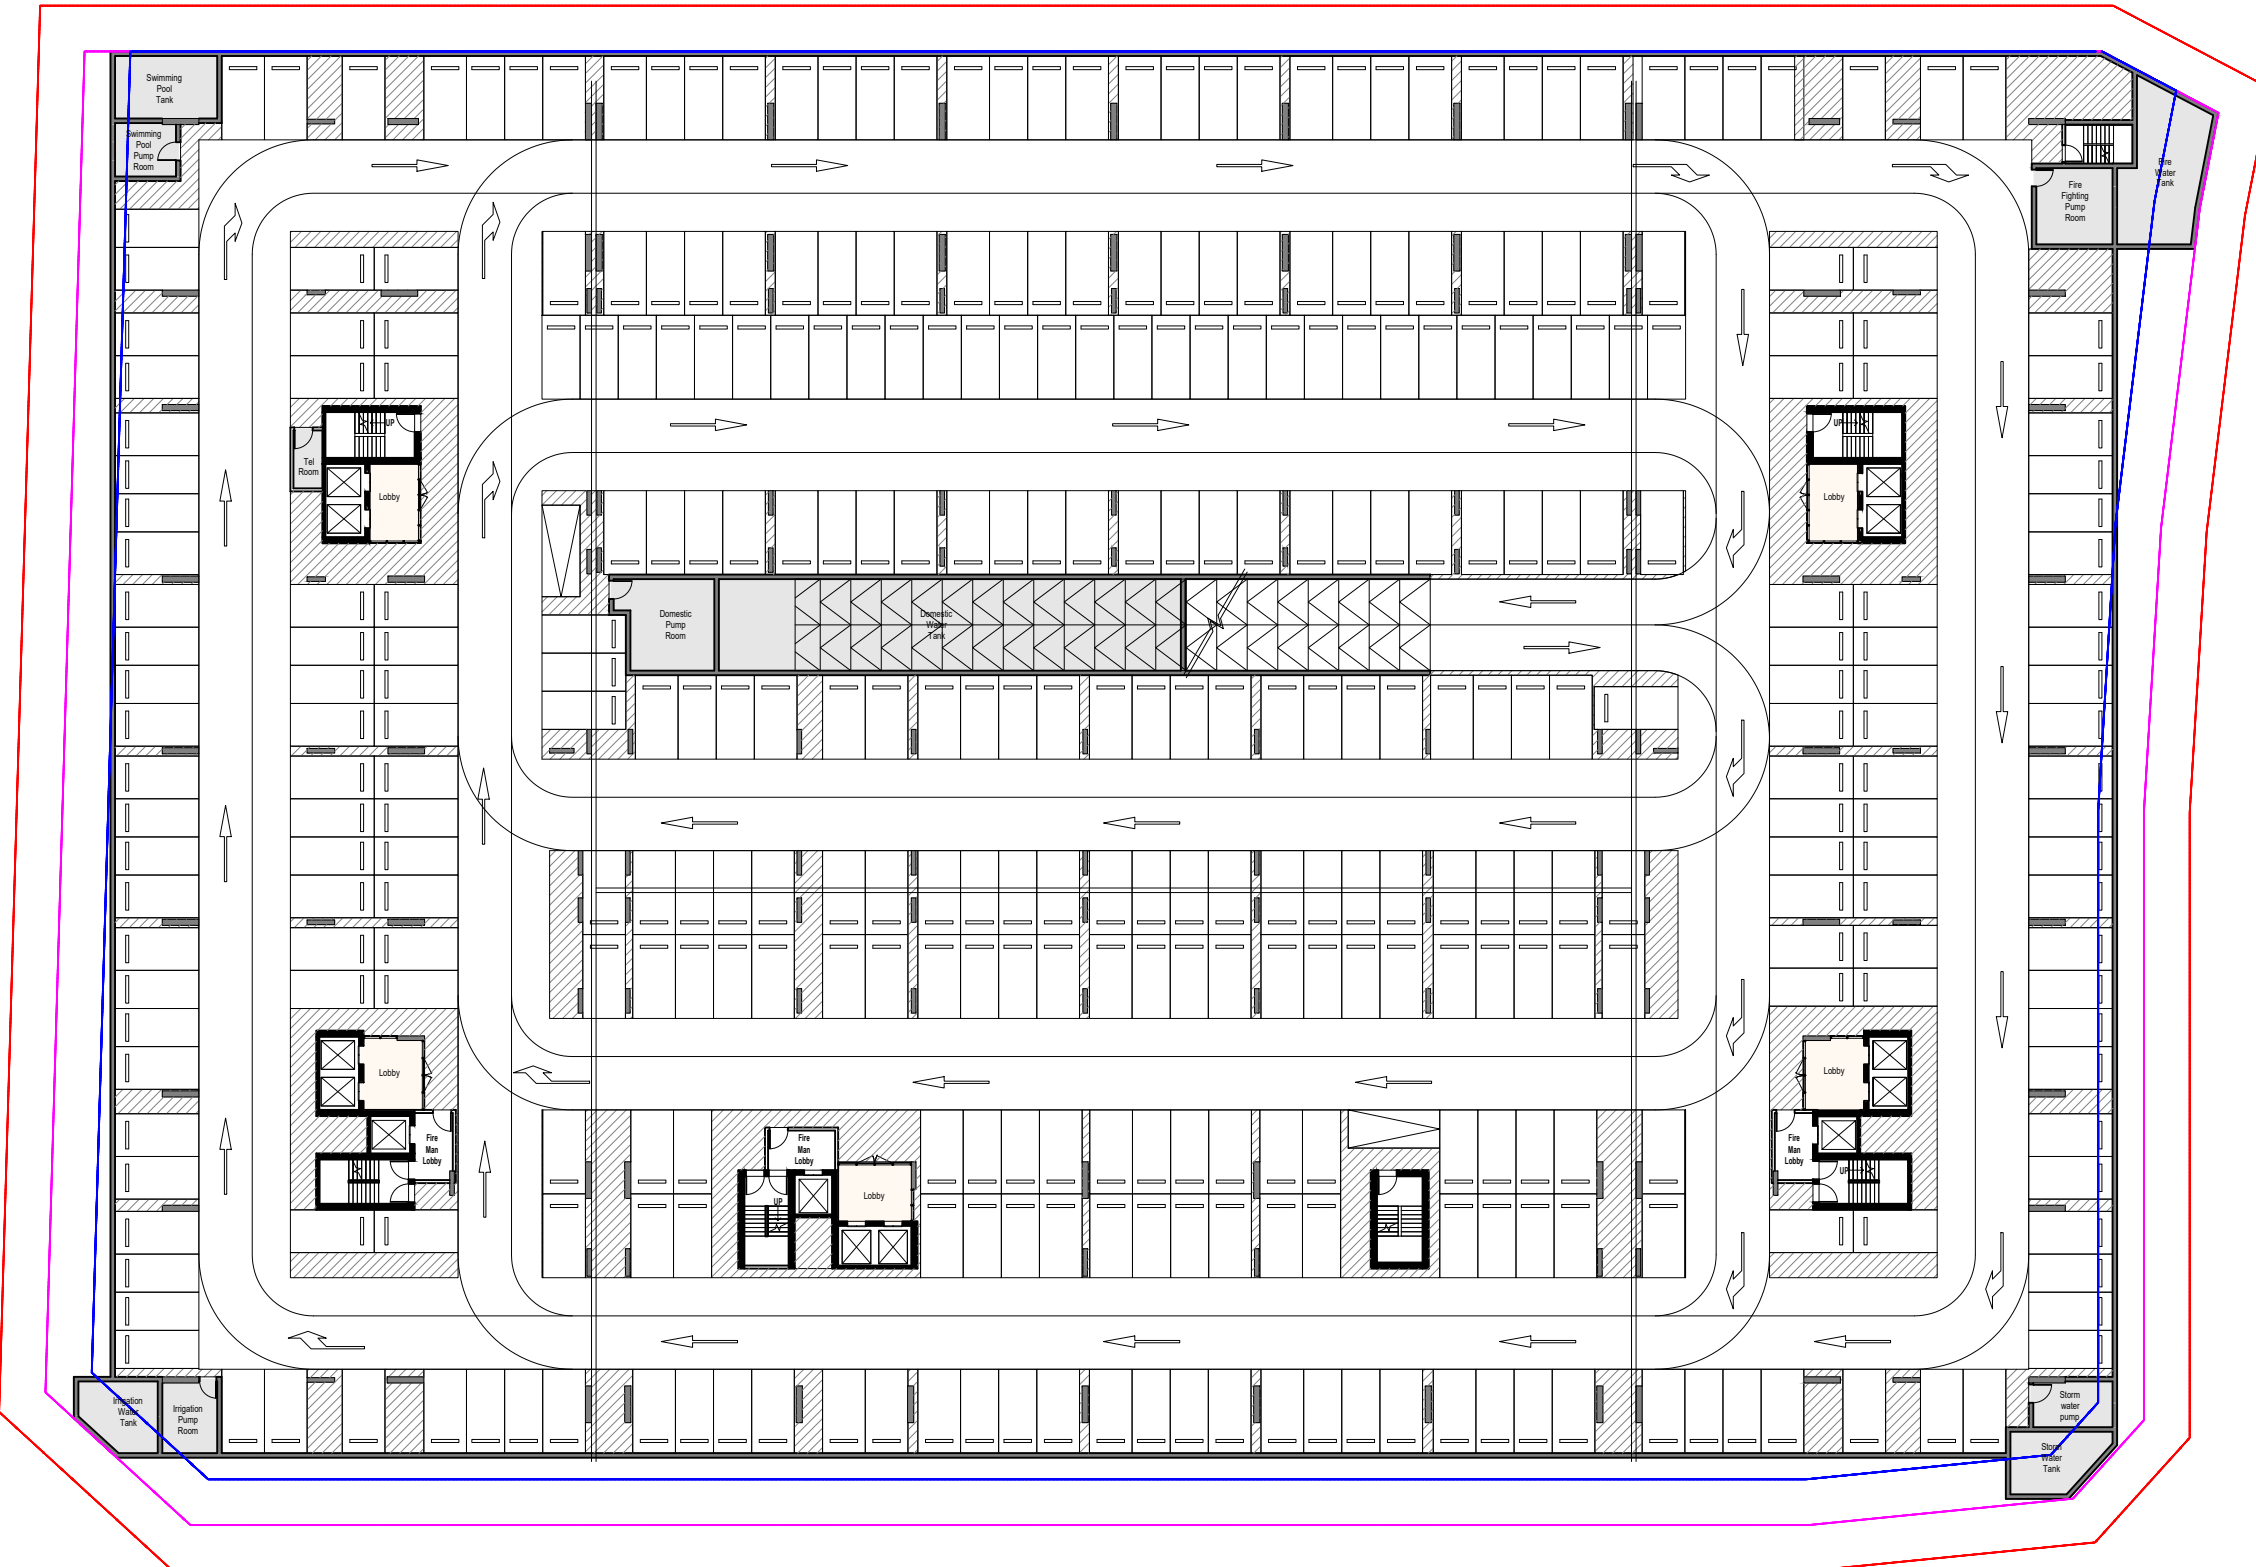 Swimming
Pool
Tank
Swimming
Pool
Pump
Room
Fire
Water
Tank
Fire
Fighting
Pump
Room
UP
Tel
Room
Lobby
UP
Lobby
Domestic
Pump
Room
Domestic
Water
Tank
Lobby
Fire
Man
Lobby
Fire
Man
Lobby
UP
Lobby
Lobby
Fire
Man
Lobby
UP
Irrigation
Water
Tank
Irrigation
Pump
Room
Storm
water
pump
Storm
Water
Tank